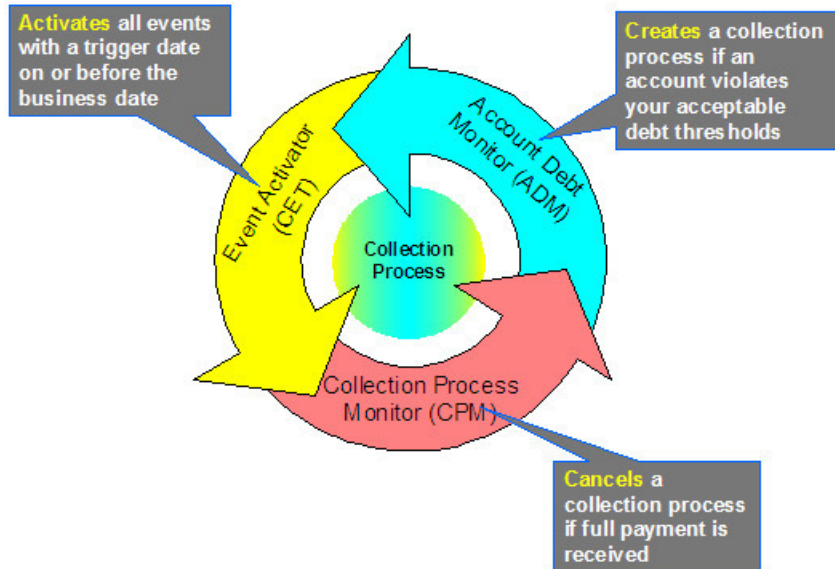 Activates all events
with a trigger date
on or before the
business date
Creates a collection
process if an
account violates
your acceptable
debt thresholds
Account Debt
Monitor (ADM)
Event Activator
(CET)
Collection
Process
Collection Process
Monitor (CPM)
Cancels a
collection process
if full payment is
received